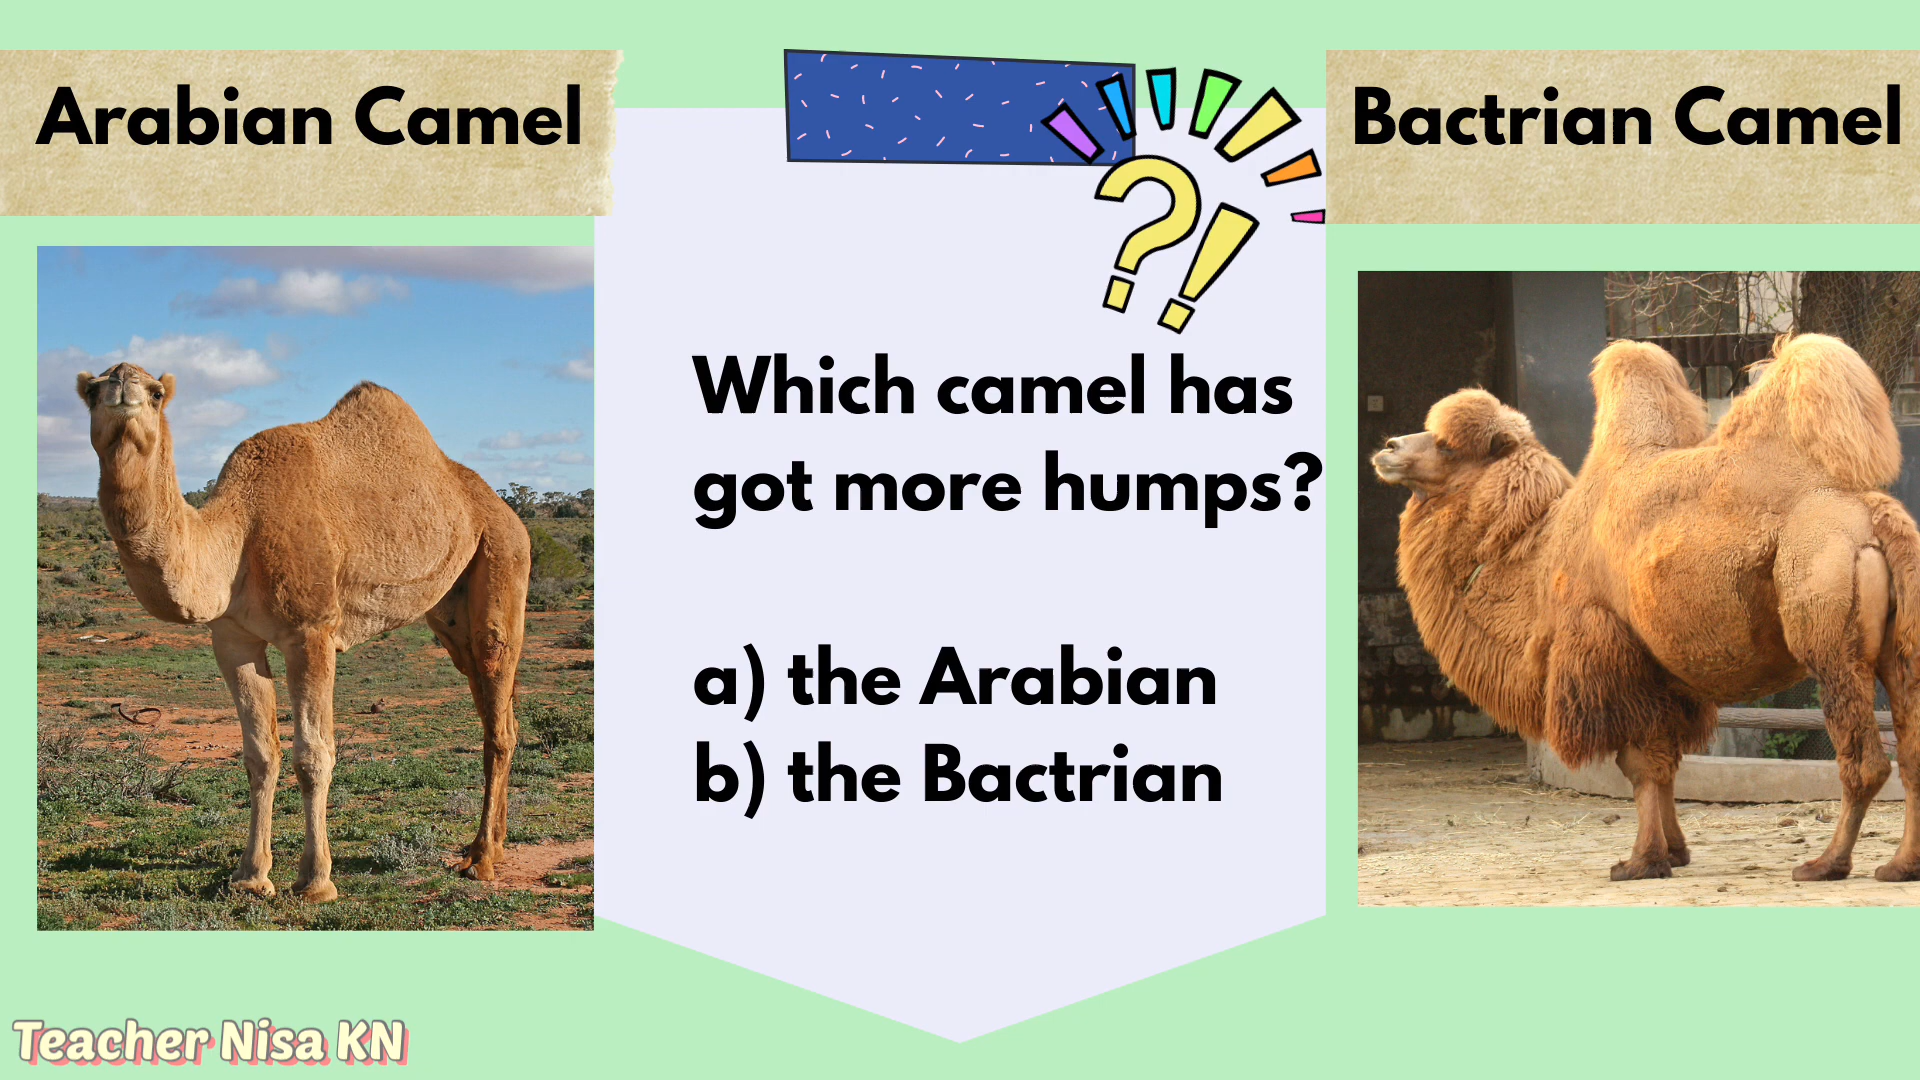 Arabian Camel
Bactrian Camel
?!
Which camel has
got more humps?
a) the Arabian
b) the Bactrian
Teacher Nisa KN